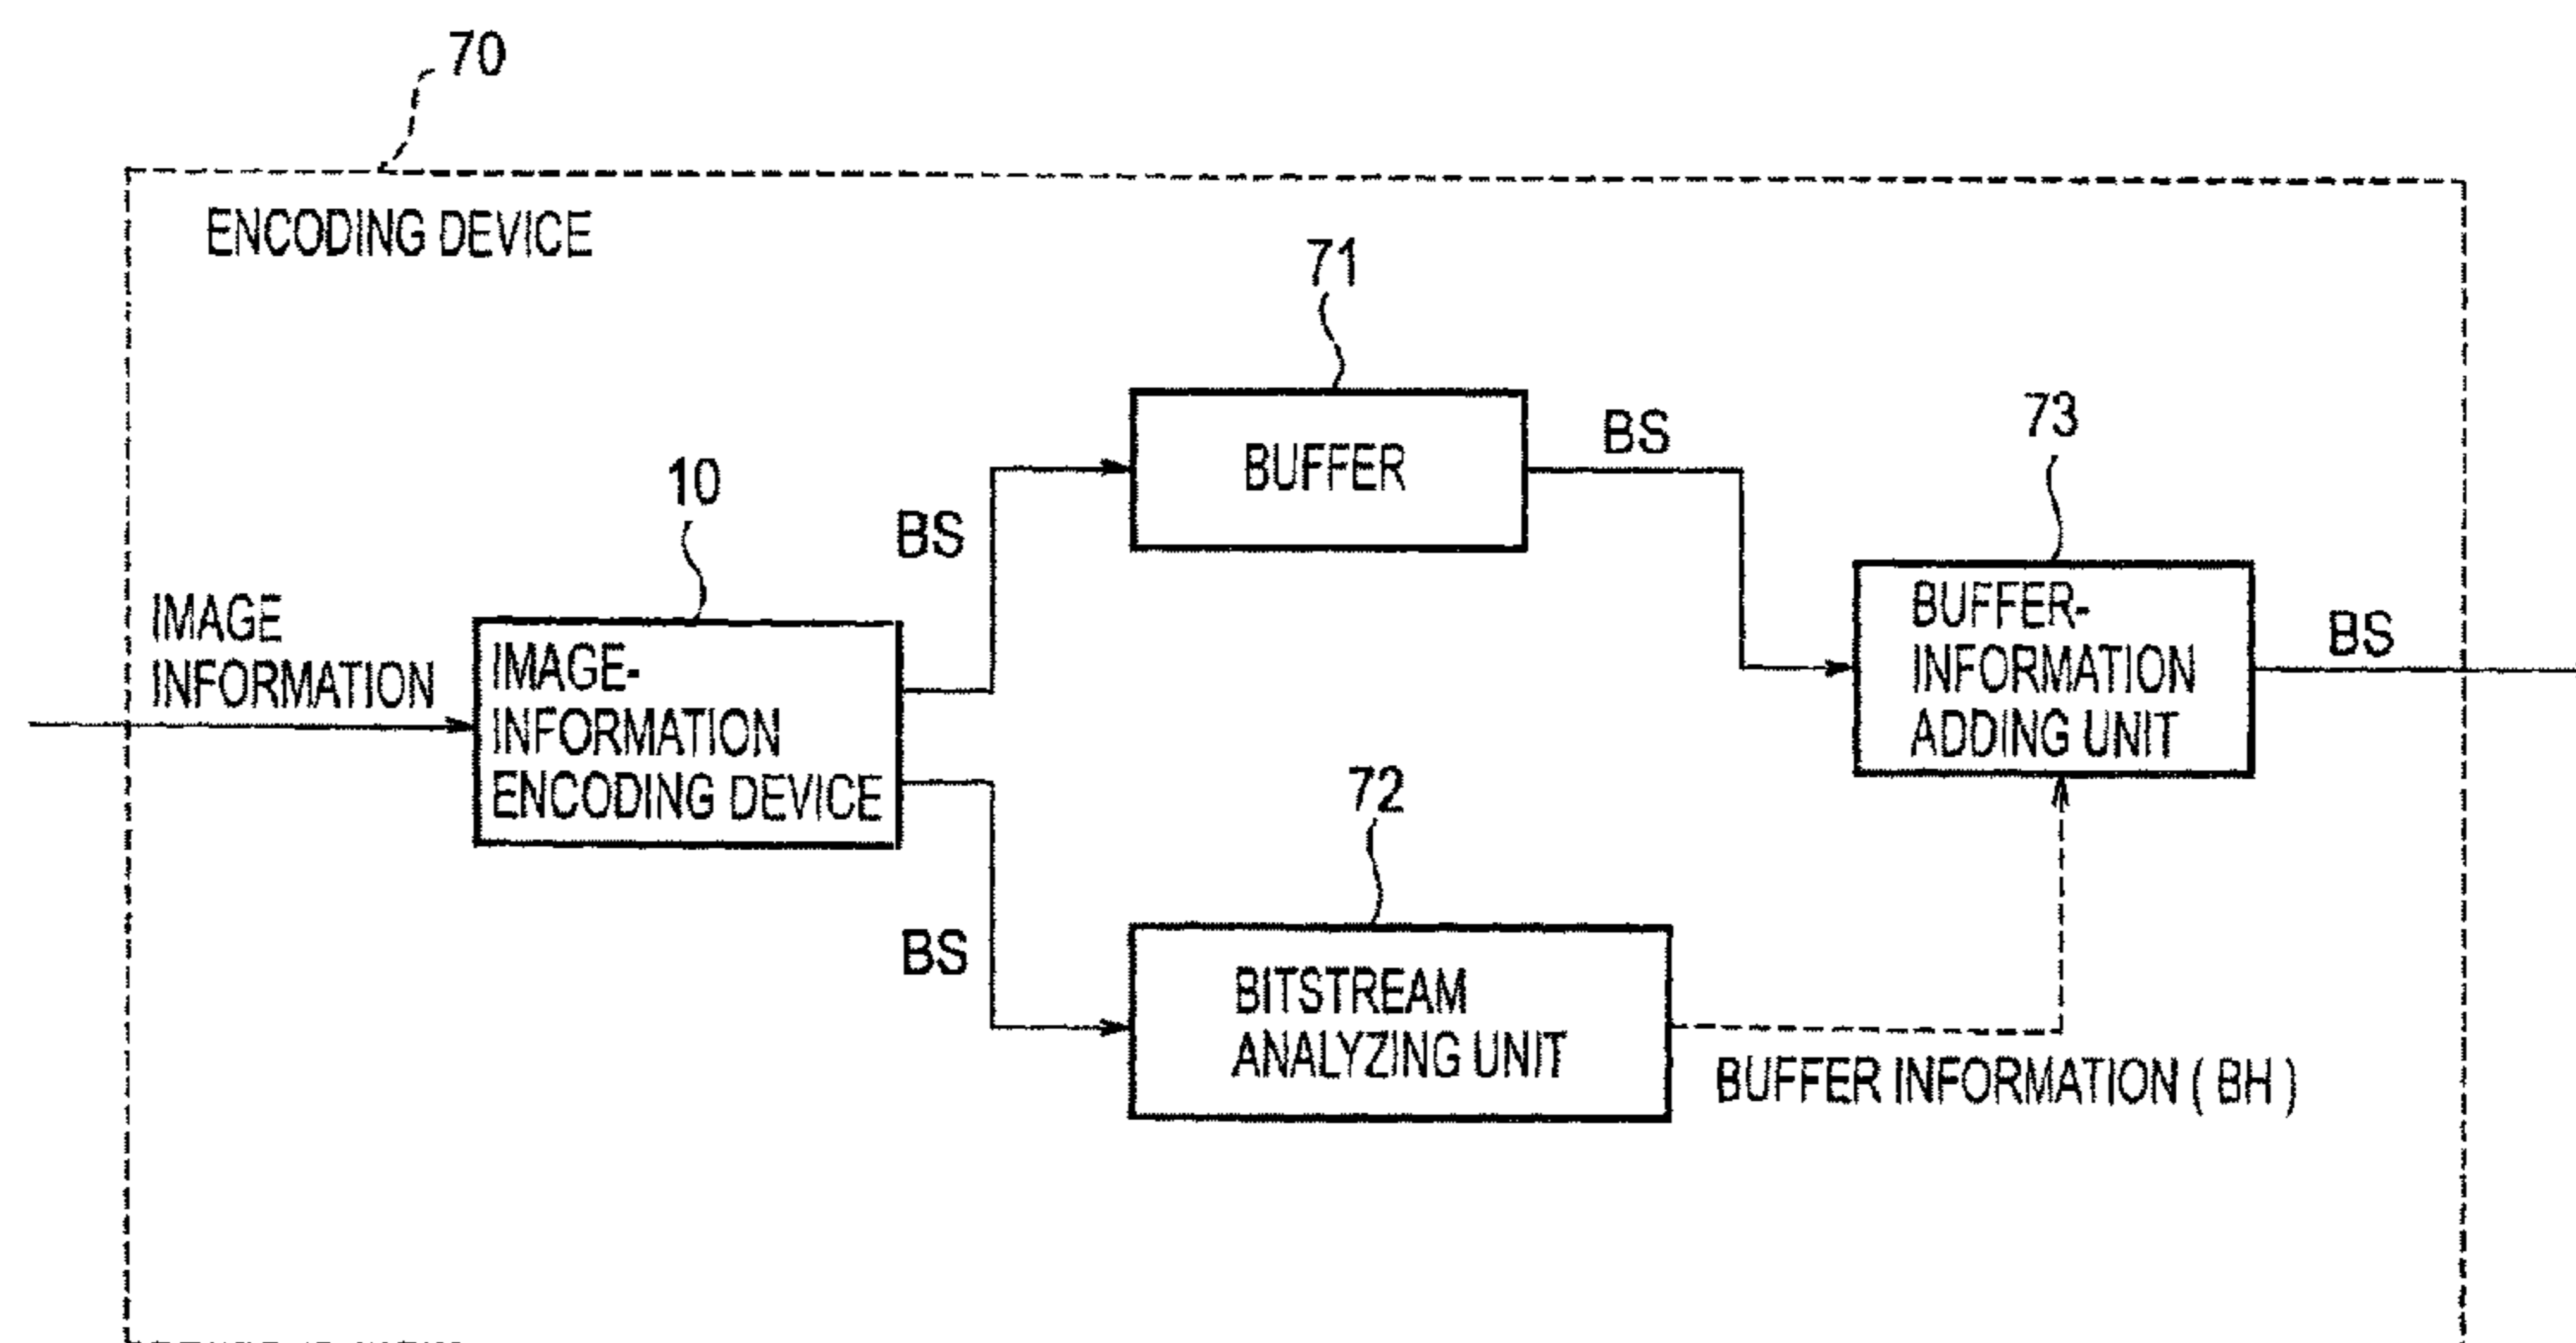 70
ENCODING DEVICE
71
BUFFER
BS
73
10
BS
IMAGE
INFORMATION
IMAGE-
INFORMATION
ENCODING DEVICE
BUFFER-
INFORMATION
ADDING UNIT
BS
72
BS
BITSTREAM
ANALYZING UNIT
BUFFER INFORMATION ( BH )